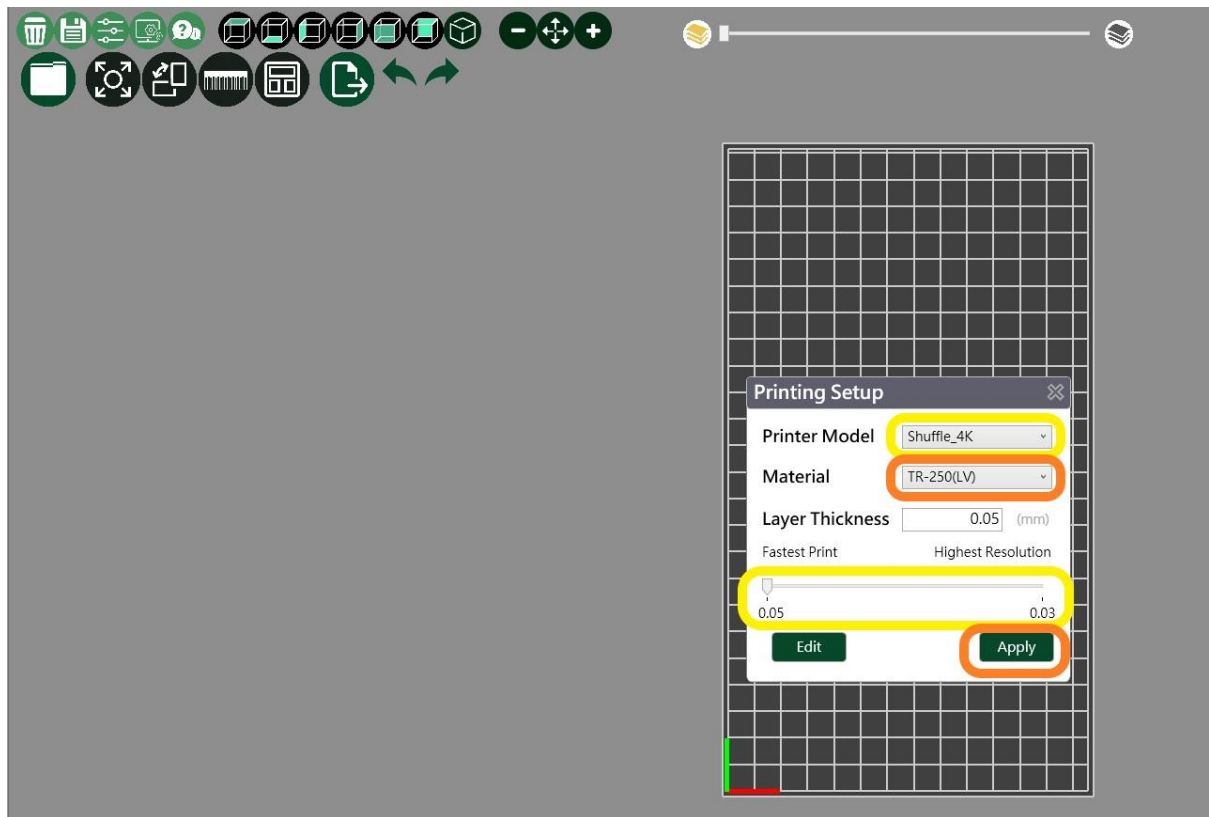 Printing Setup
Printer Model Shuffle_4K
Material TR-250(LV)
Layer Thickness 0.05 (mm)
Fastest Print Highest Resolution
0.05 0.03
Edit Apply